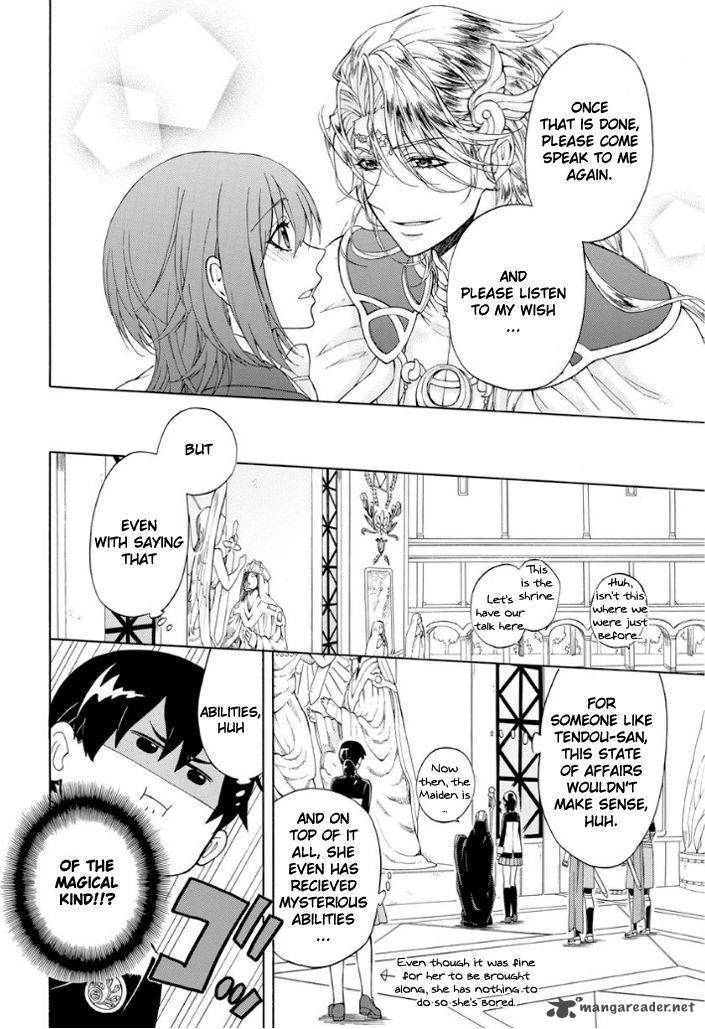 ONCE
THAT IS DONE,
PLEASE COME
SPEAK TO ME
AGAIN.
AND
PLEASE LISTEN
TO MY WISH
...
BUT
EVEN
WITH SAYING
THAT
Huh,
isn't this
where we
were just
before..
This
is the
shrine.
Let's
have our
talk here
FOR
SOMEONE LIKE
TENDOU-SAN,
THIS STATE
OF AFFAIRS
WOULDN'T
MAKE SENSE,
HUH.
Now
then, the
Maiden is
..
AND ON
TOP OF IT
ALL, SHE
EVEN HAS
RECIEVED
MYSTERIOUS
ABILITIES
...
Even though it was fine
for her to be brought
along, she has nothing to
do so she's bored...
ABILITIES,
HUH
OF THE
MAGICAL
KIND!!?
ゴゴッ
mangareader.net